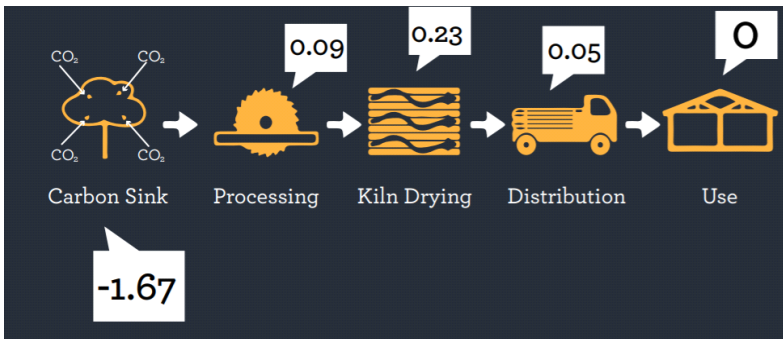 0.09
0.23
0.05
0
CO₂
CO₂
CO₂
CO₂
Carbon Sink
Processing
Kiln Drying
Distribution
Use
-1.67